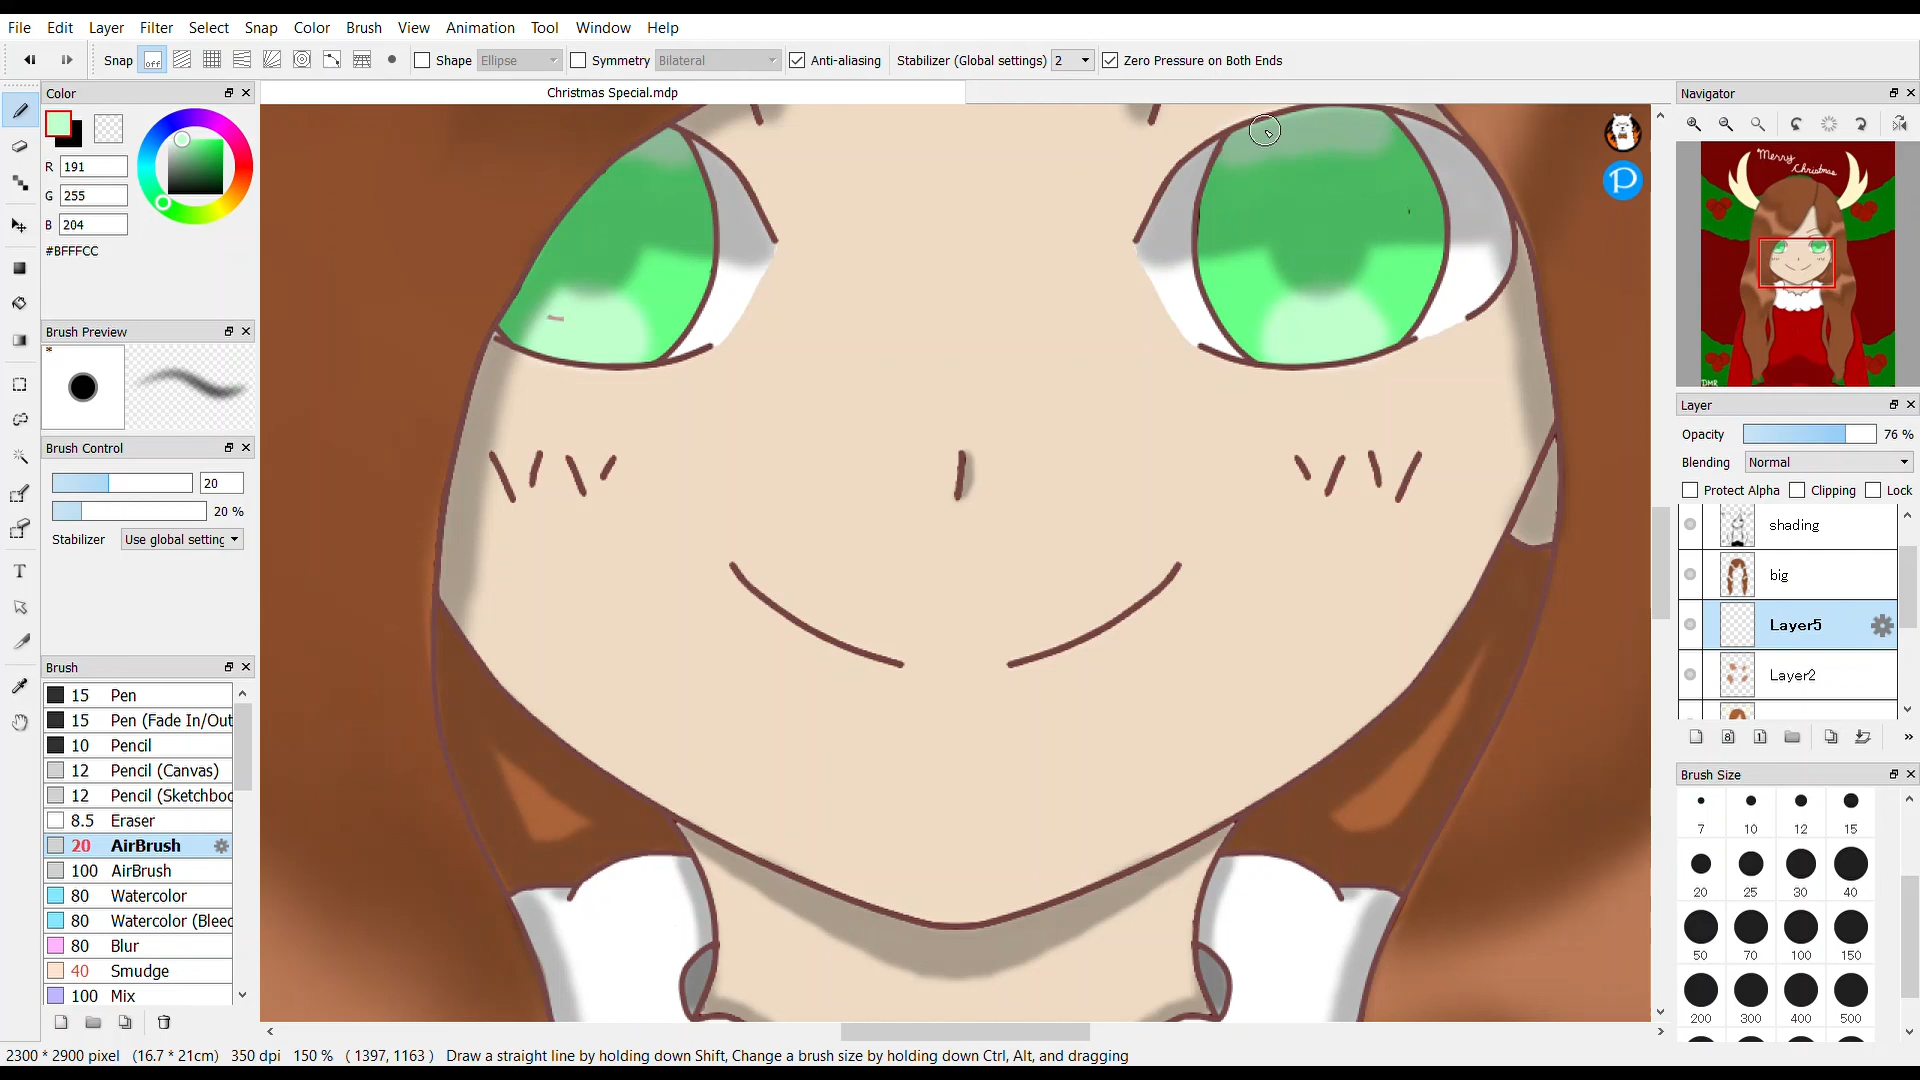 File Edit Layer Filter Select Snap Color Brush View Animation Tool Window Help
Snap off Shape Ellipse Symmetry Bilateral Anti-aliasing Stabilizer (Global settings) 2 Zero Pressure on Both Ends
Color
Christmas Special.mdp
Navigator
R 191
G 255
B 204
#BFFFCC
P
Merry
Christmas
DMR
Brush Preview
*
Brush Control
20
20 %
Stabilizer Use global setting
Layer
Opacity 76 %
Blending Normal
Protect Alpha Clipping Lock
shading
big
Layer5
Layer2
8 1 »
Brush
15 Pen
15 Pen (Fade In/Out
10 Pencil
12 Pencil (Canvas)
12 Pencil (Sketchboo
8.5 Eraser
20 AirBrush
100 AirBrush
80 Watercolor
80 Watercolor (Bleed
80 Blur
40 Smudge
100 Mix
T
Brush Size
7 10 12 15
20 25 30 40
50 70 100 150
200 300 400 500
2300 * 2900 pixel (16.7 * 21cm) 350 dpi 150 % ( 1397, 1163 ) Draw a straight line by holding down Shift, Change a brush size by holding down Ctrl, Alt, and dragging